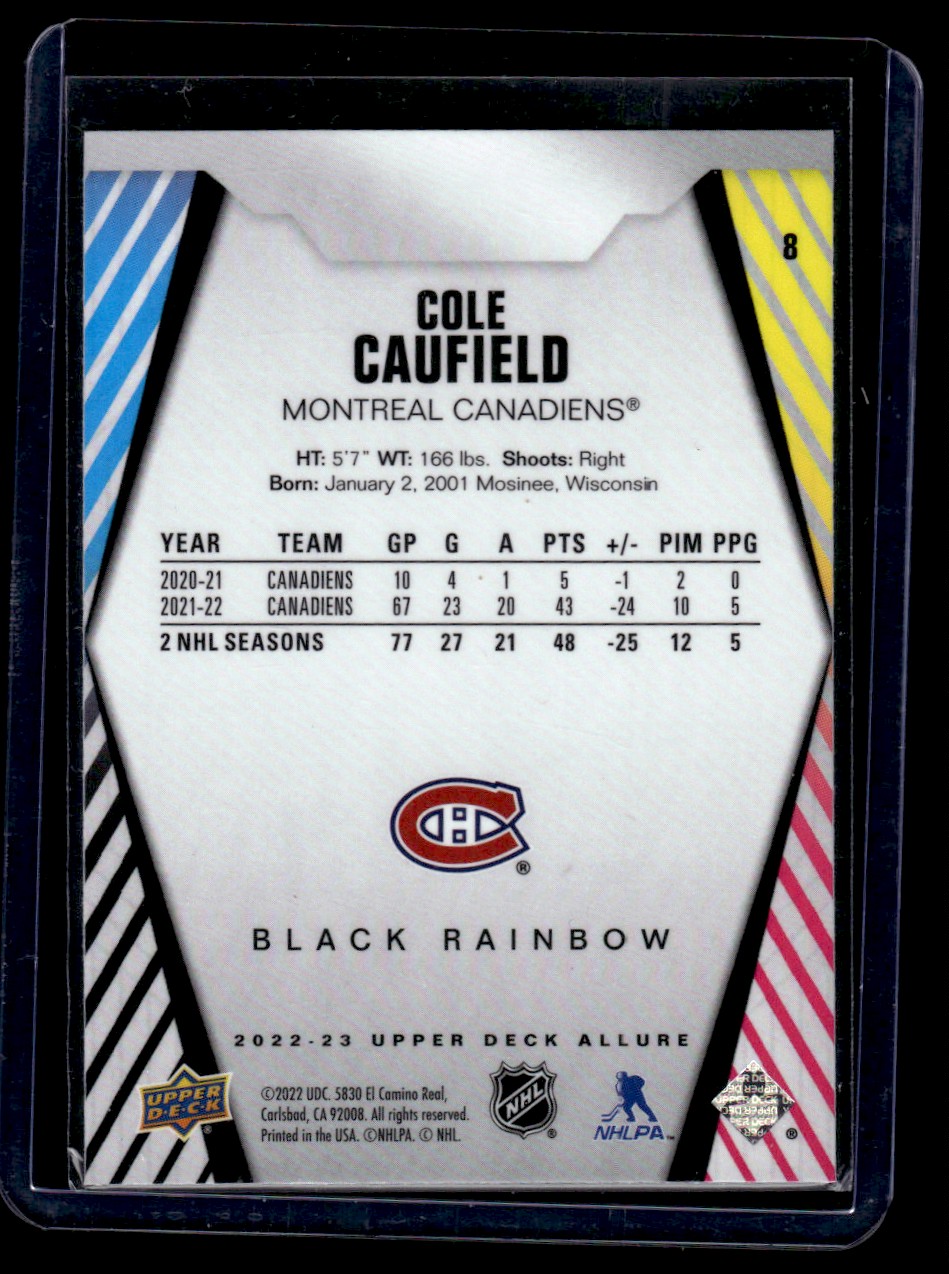 8
COLE
CAUFIELD
MONTREAL CANADIENS®
HT: 5'7" WT: 166 lbs. Shoots: Right
Born: January 2, 2001 Mosinee, Wisconsin
YEAR TEAM GP G A PTS +/- PIM PPG
2020-21 CANADIENS 10 4 1 5 -1 2 0
2021-22 CANADIENS 67 23 20 43 -24 10 5
2 NHL SEASONS 77 27 21 48 -25 12 5
®
BLACK RAINBOW
2022-23 UPPER DECK ALLURE
UPPER
DECK
®
©2022 UDC. 5830 El Camino Real,
Carlsbad, CA 92008. All rights reserved.
Printed in the USA. ©NHLPA. © NHL.
NHL
®
NHLPA™
UPPER DECK
®